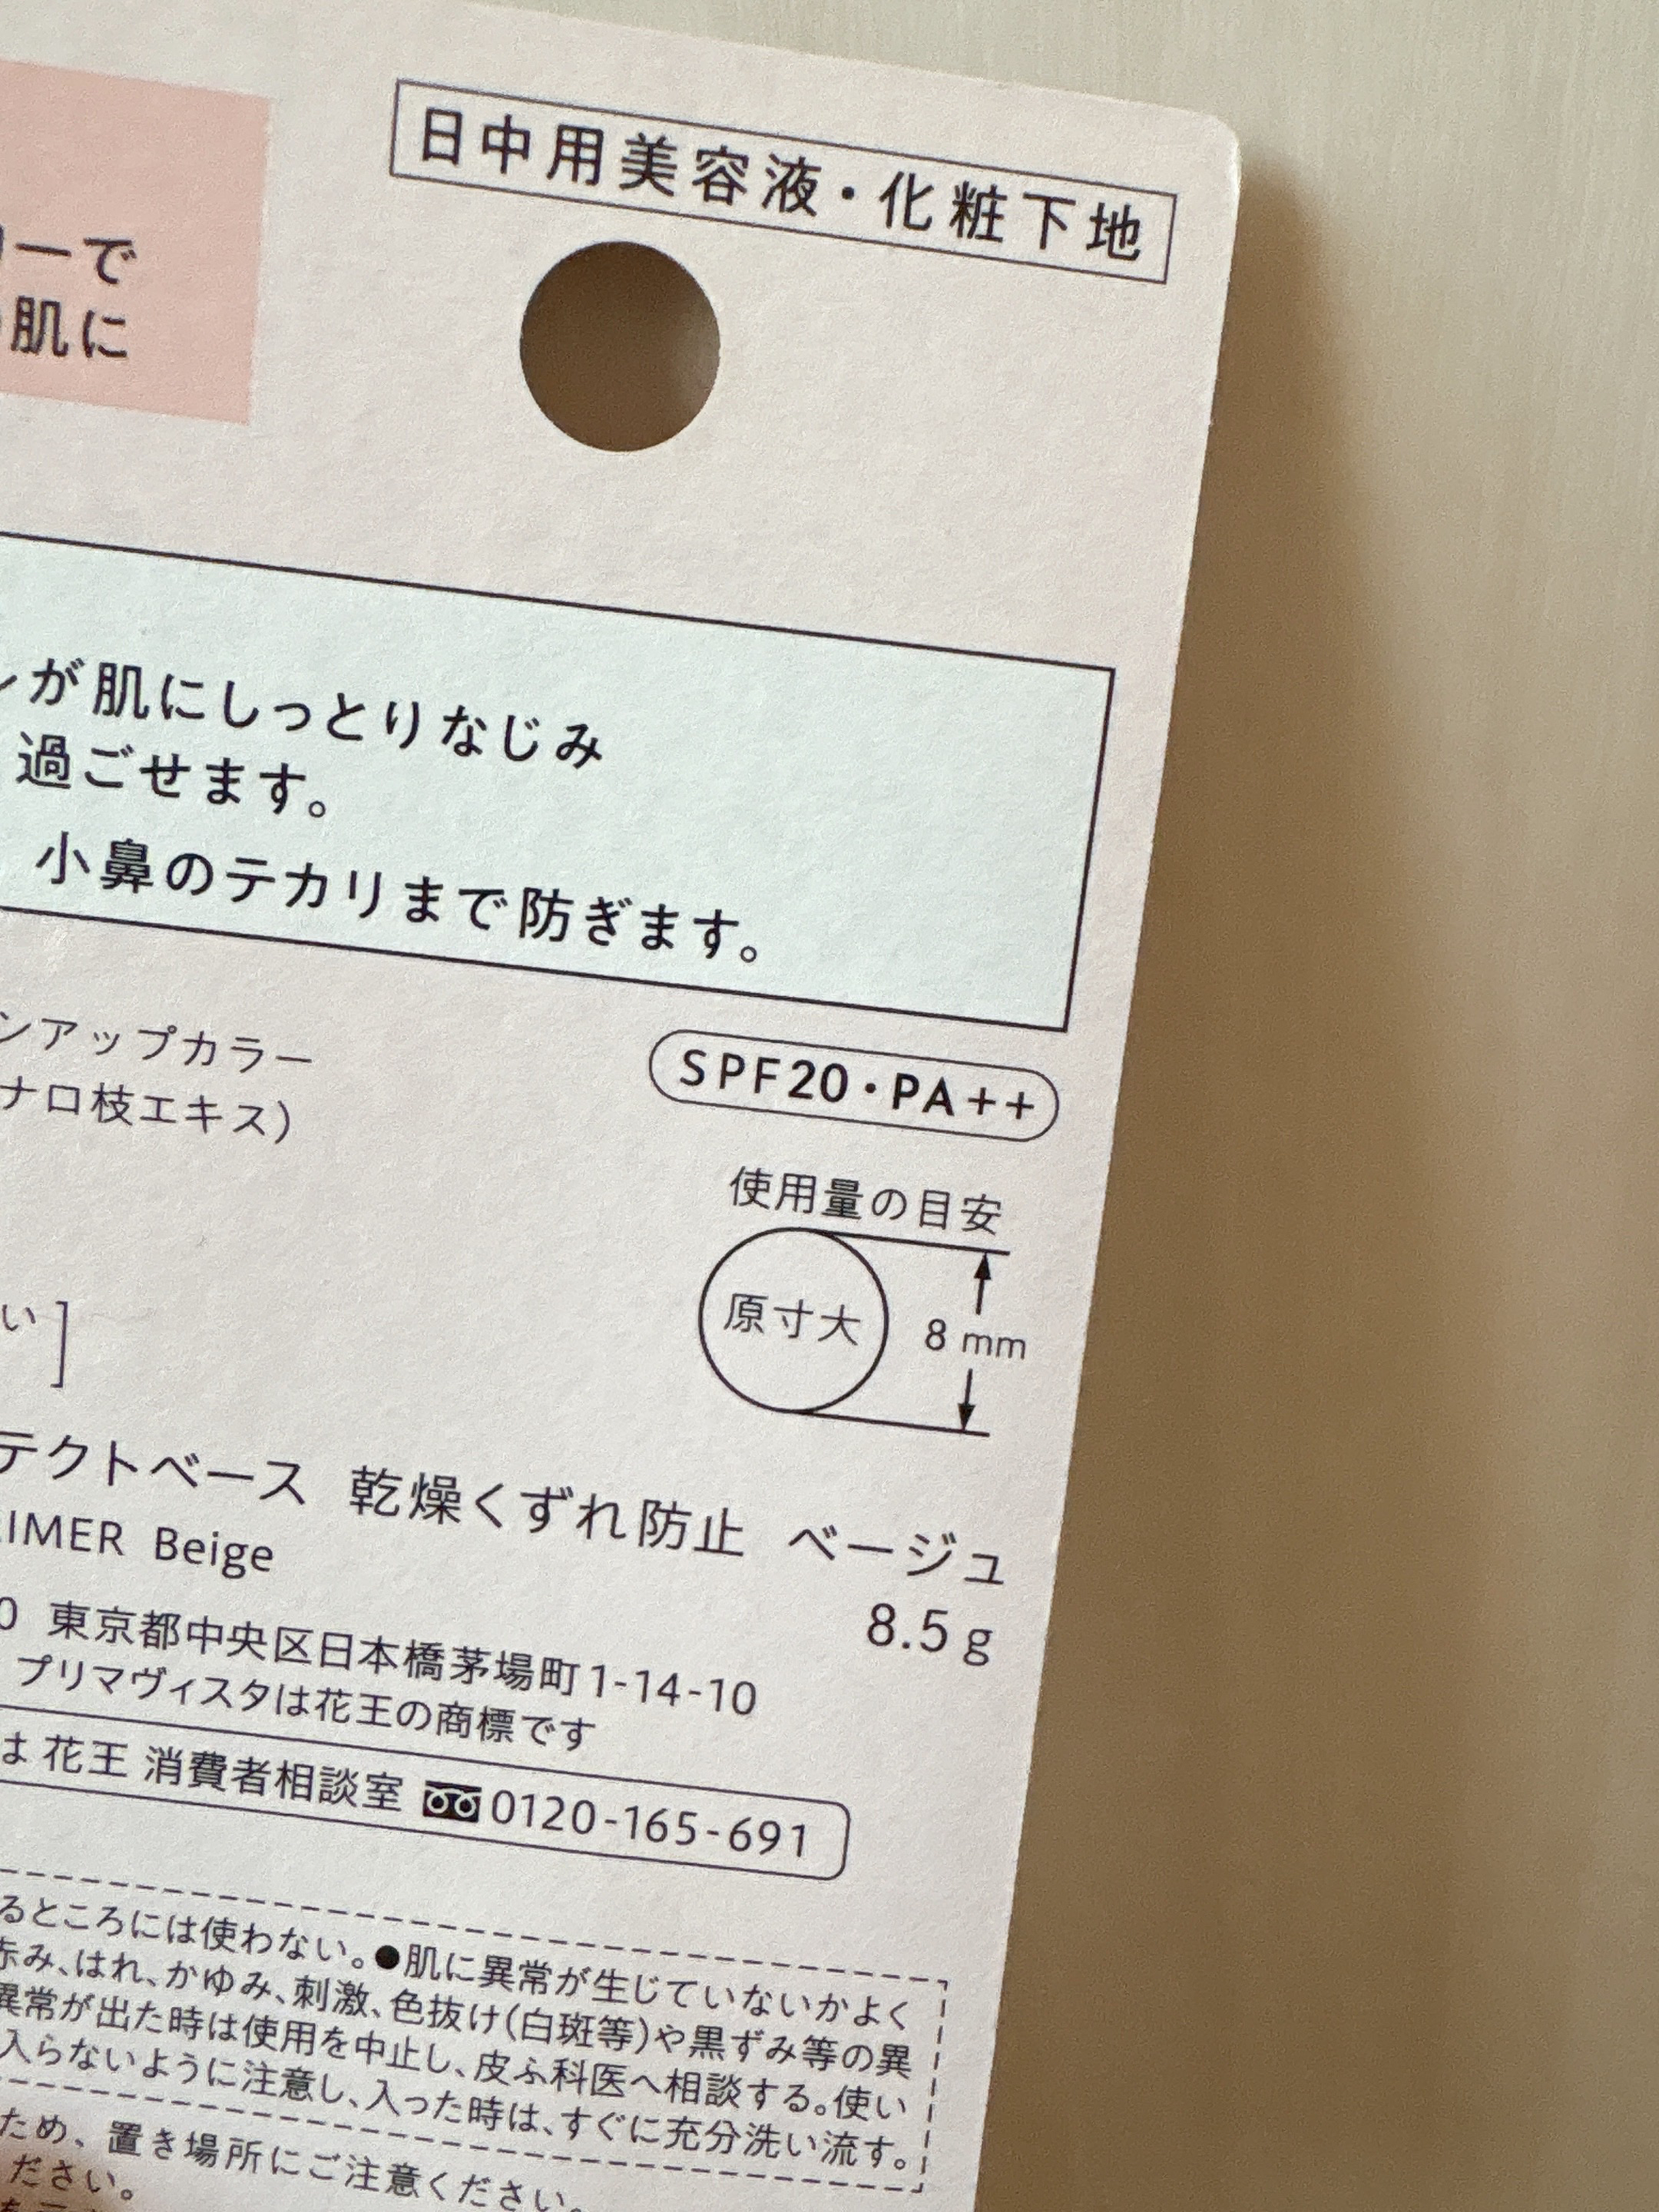 日中用美容液・化粧下地
ーで
肌に
が肌にしっとりなじみ
過ごせます。
小鼻のテカリまで防ぎます。
ンアップカラー
ナロ枝エキス)
SPF20・PA++
使用量の目安
原寸大
8 mm
い]
テクトベース 乾燥くずれ防止 ベージュ
IMER Beige
8.5 g
0 東京都中央区日本橋茅場町1-14-10
プリマヴィスタは花王の商標です
は 花王 消費者相談室 0120-165-691
るところには使わない。●肌に異常が生じていないかよく
赤み、はれ、かゆみ、刺激、色抜け(白斑等)や黒ずみ等の異
異常が出た時は使用を中止し、皮ふ科医へ相談する。使い
入らないように注意し、入った時は、すぐに充分洗い流す。
ため、置き場所にご注意ください。
ださい。